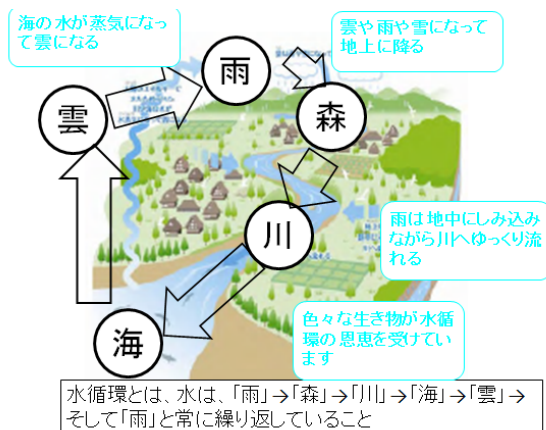 海の水が蒸気になっ
て雲になる
雲や雨や雪になって
地上に降る
雨
雲
森
川
雨は地中にしみ込み
ながら川へゆっくり流
れる
海
色々な生き物が水循
環の恩恵を受けてい
ます
水循環とは、水は、「雨」→「森」→「川」→「海」→「雲」→
そして「雨」と常に繰り返していること